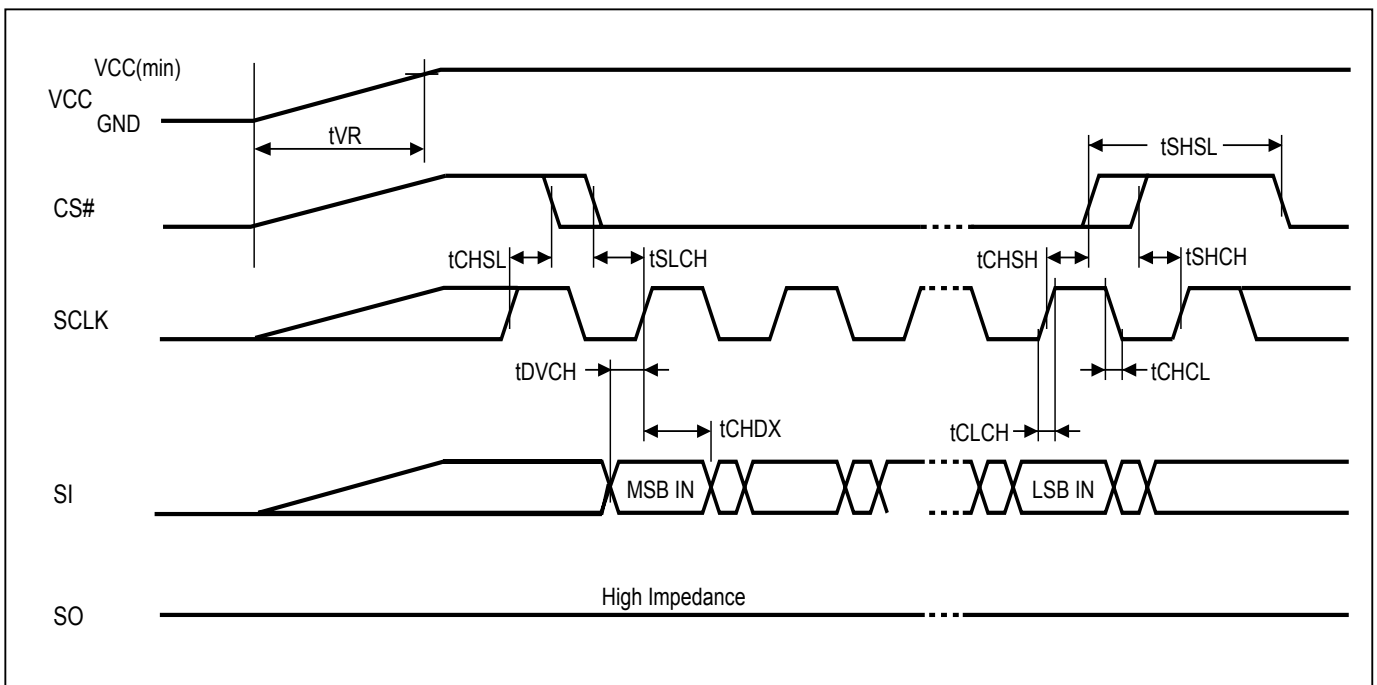 VCC(min)
VCC
GND
tVR
tSHSL
CS#
tCHSL
tSLCH
tCHSH
tSHCH
SCLK
tDVCH
tCHCL
tCHDX
tCLCH
SI
MSB IN
LSB IN
High Impedance
SO